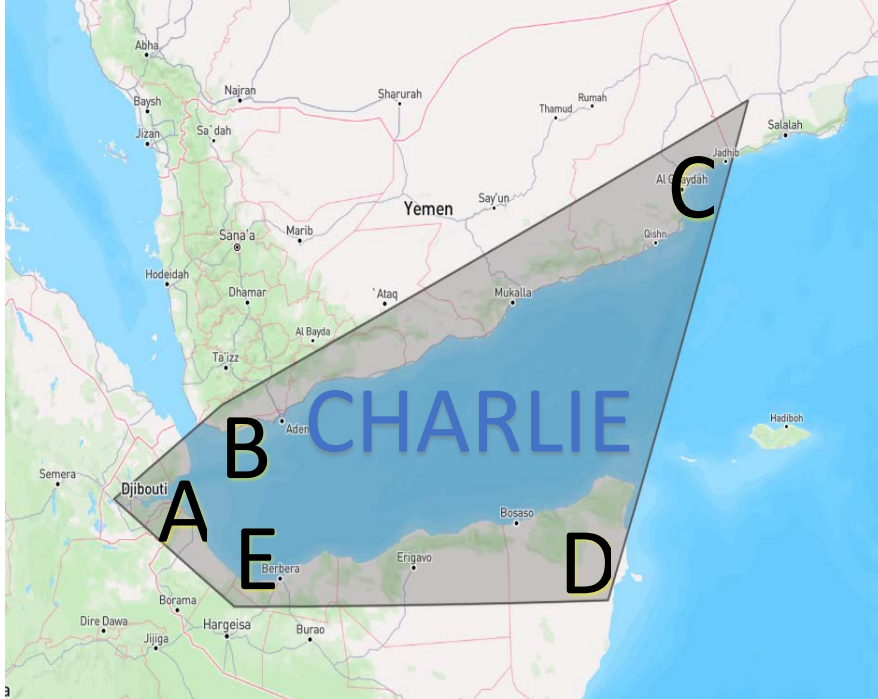 Abha
Najran
Sharurah
Baysh
Rumah
Thamud
Jizan
Sa`dah
Salalah
Jadhib
C
Al Ghaydah
Say'un
Yemen
Marib
Sana'a
Qishn
Hodeidah
Dhamar
`Ataq
Mukalla
Al Bayda
Ta'izz
CHARLIE
Aden
B
Hadiboh
Semera
Djibouti
A
Bosaso
E
D
Erigavo
Berbera
Borama
Dire Dawa
Hargeisa
Burao
Jijiga
a